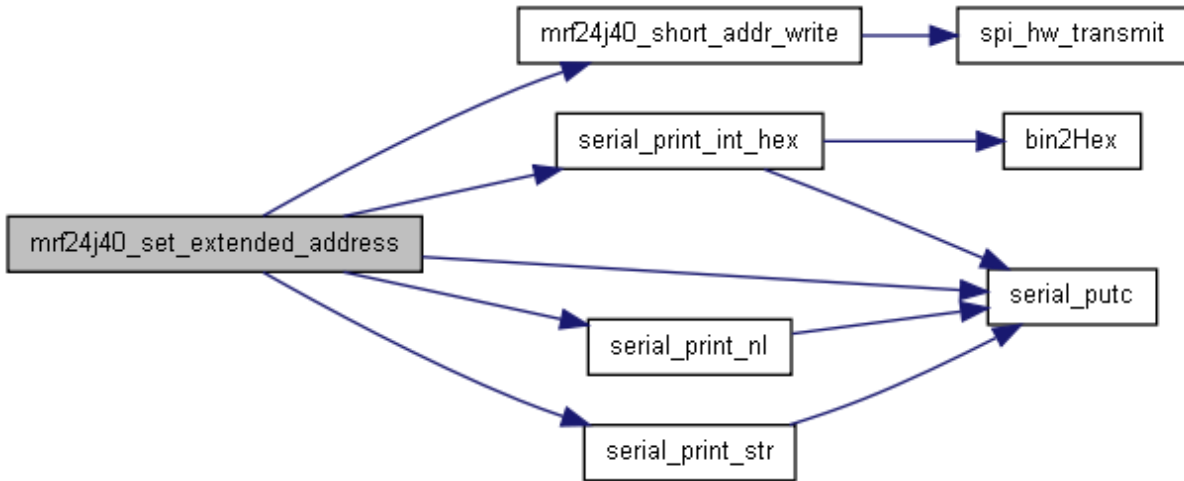 mrf24j40_short_addr_write
spi_hw_transmit
serial_print_int_hex
bin2Hex
mrf24j40_set_extended_address
serial_putc
serial_print_nl
serial_print_str